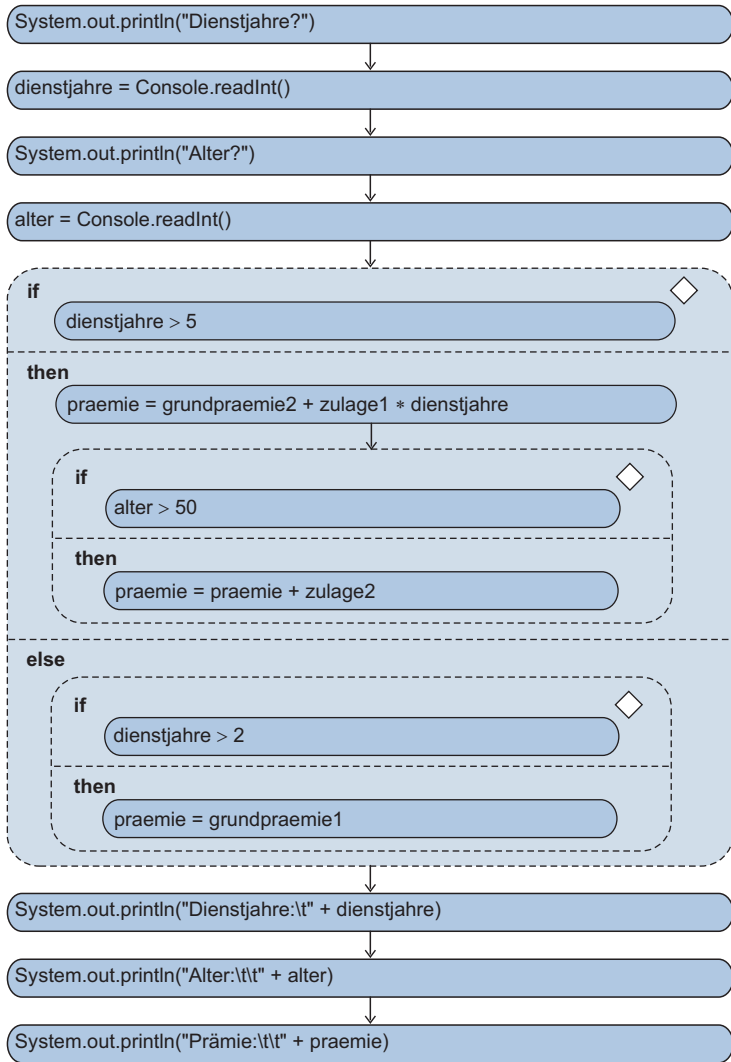 System.out.println("Dienstjahre?")
dienstjahre = Console.readInt()
System.out.println("Alter?")
alter = Console.readInt()
if
dienstjahre > 5
then
praemie = grundpraemie2 + zulage1 ∗ dienstjahre
if
alter > 50
then
praemie = praemie + zulage2
else
if
dienstjahre > 2
then
praemie = grundpraemie1
System.out.println("Dienstjahre:\t" + dienstjahre)
System.out.println("Alter:\t\t" + alter)
System.out.println("Prämie:\t\t" + praemie)